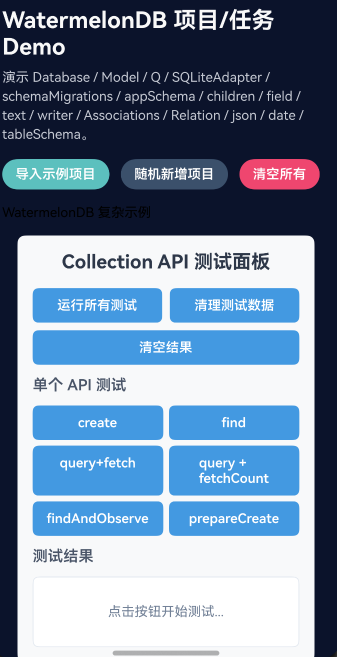 WatermelonDB 项目/任务
Demo
演示 Database / Model / Q / SQLiteAdapter /
schemaMigrations / appSchema / children / field /
text / writer / Associations / Relation / json / date /
tableSchema。
导入示例项目 随机新增项目 清空所有
WatermelonDB 复杂示例
Collection API 测试面板
运行所有测试 清理测试数据
清空结果
单个 API 测试
create find
query+fetch query +
fetchCount
findAndObserve prepareCreate
测试结果
点击按钮开始测试...